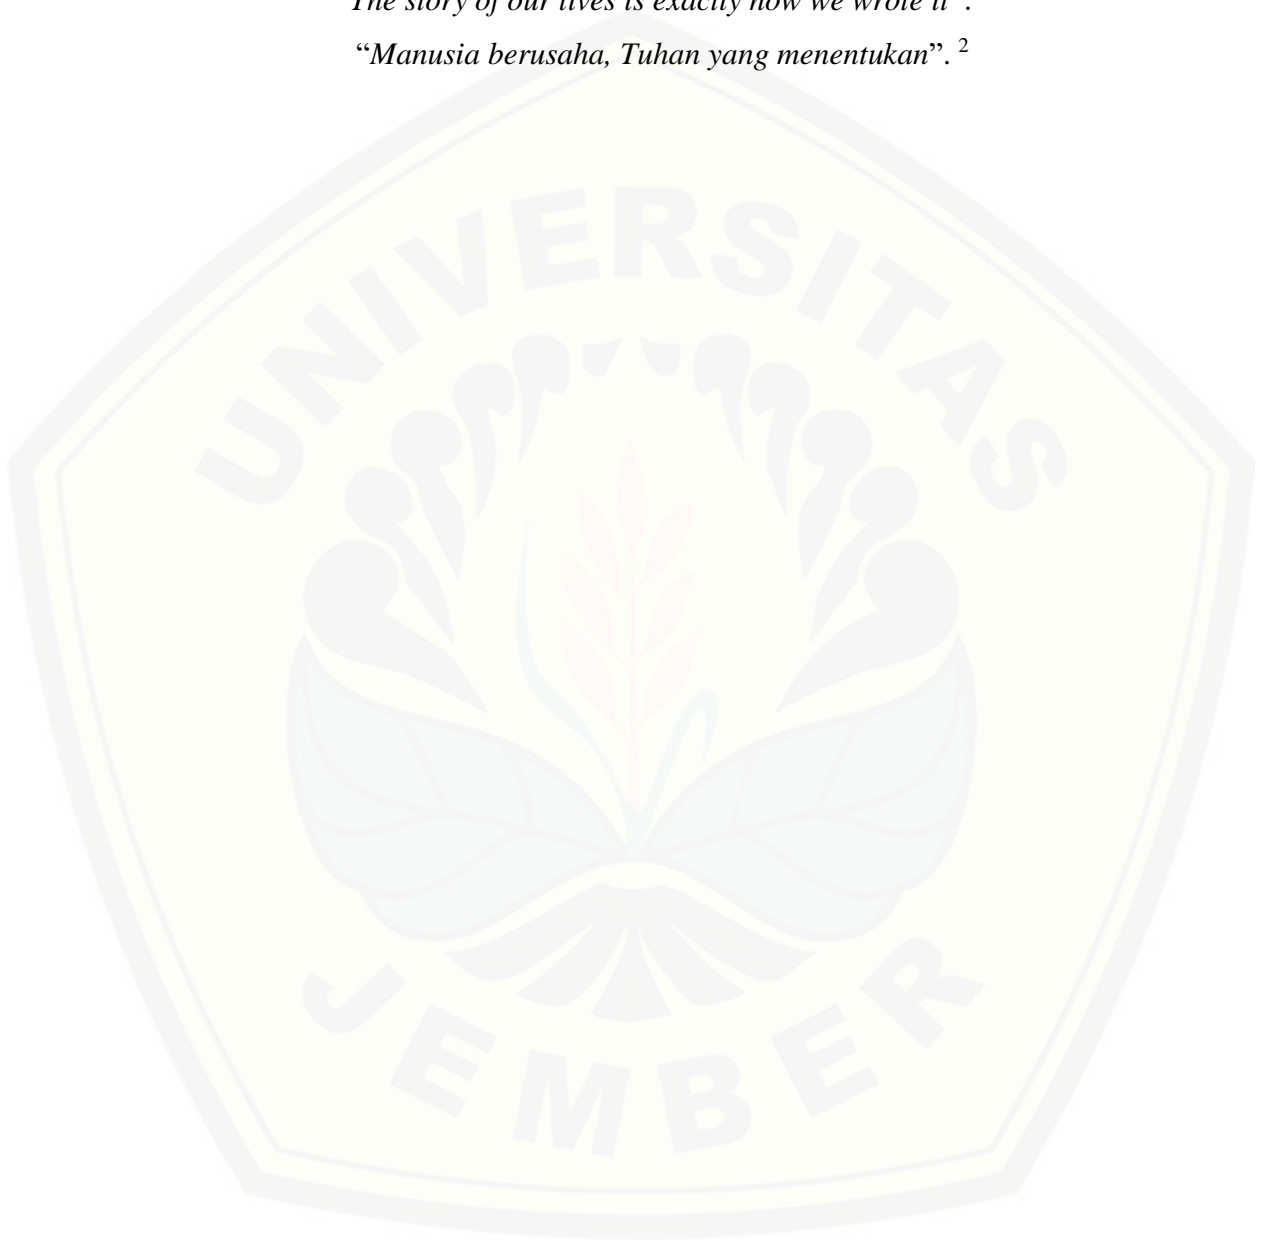 The story of our lives is exactly how we wrote it”.
“Manusia berusaha, Tuhan yang menentukan”. 2
UNIVERSITAS
JEMBER